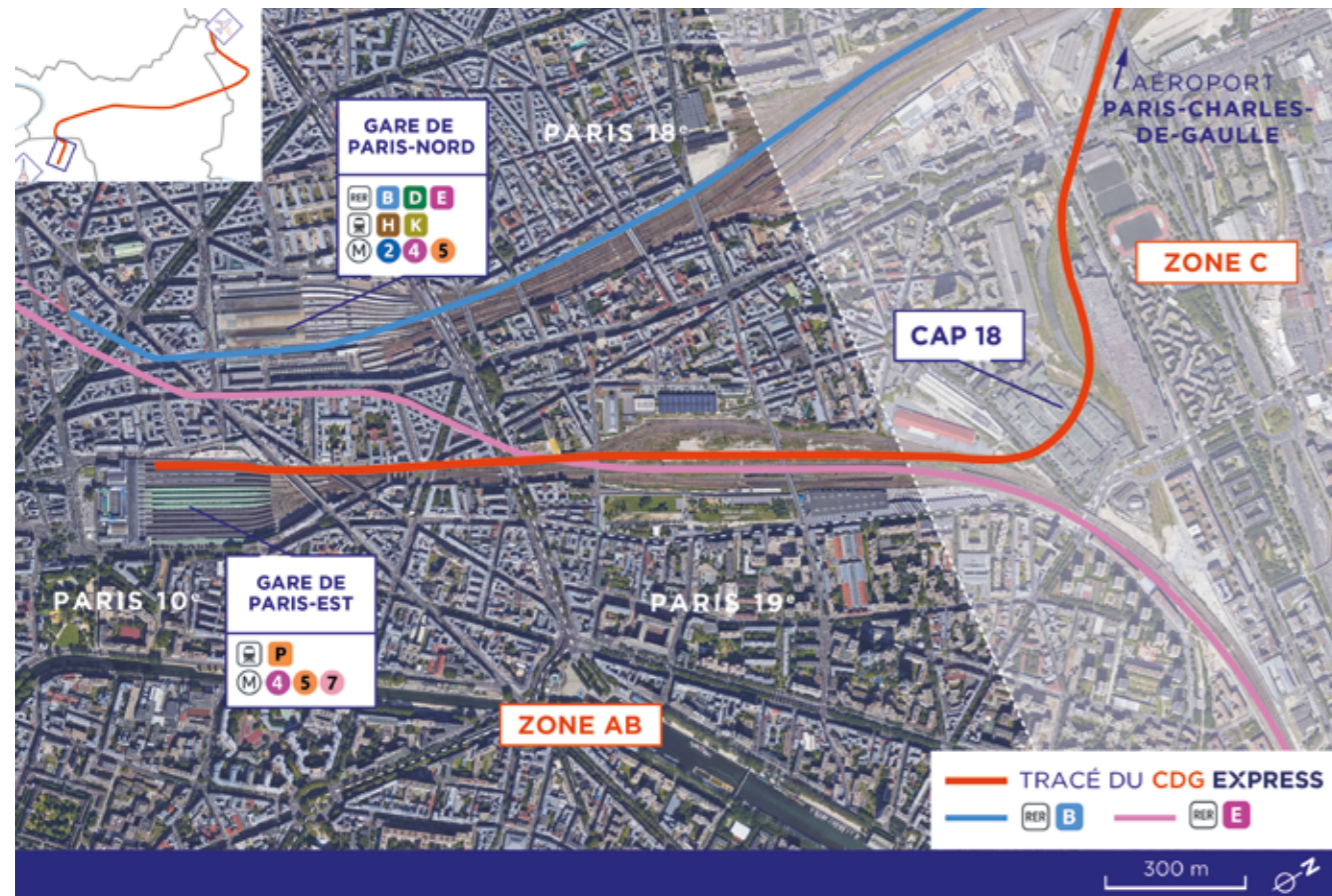 GARE DE
PARIS-NORD
RER B D E
H K
M 2 4 5
PARIS 18e
AÉROPORT
PARIS-CHARLES-
DE-GAULLE
ZONE C
CAP 18
GARE DE
PARIS-EST
P
M 4 5 7
PARIS 10e
PARIS 19e
ZONE AB
TRACÉ DU CDG EXPRESS
RER B
RER E
300 m
N